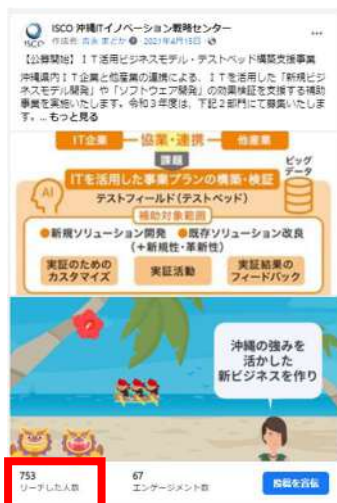 ISCO 沖縄ITイノベーション戦略センター
ISCO
2021年4月15日
【公募開始】ＩＴ活用ビジネスモデル・テストベッド構築支援事業
沖縄県内ＩＴ企業と他産業の連携による、ＩＴを活用した「新規ビジ
ネスモデル開発」や「ソフトウェア開発」の効果検証を支援する補助
事業を実施いたします。令和３年度は、下記２部門にて募集いたしま
す。... もっと見る
IT企業 ー 協業・連携 ー 他産業
課題
ビッグ
データ
AI
ITを活用した事業プランの構築・検証
テストフィールド（テストベッド）
補助対象範囲
●新規ソリューション開発 ●既存ソリューション改良
（＋新規性・革新性）
実証のための
カスタマイズ
実証活動
実証結果の
フィードバック
沖縄の強みを
活かした
新ビジネスを作り
753
リーチした人数
67
エンゲージメント数
投稿を宣伝